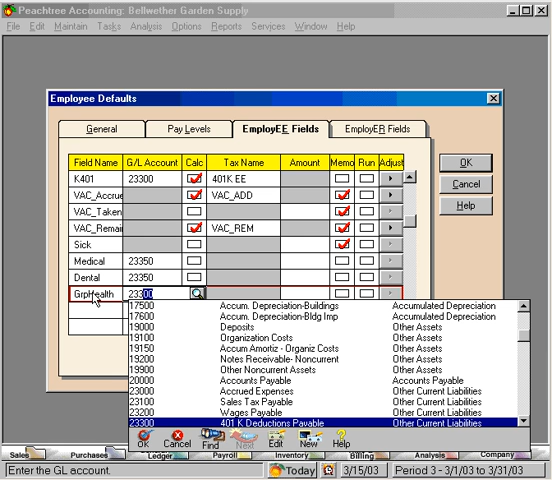 Peachtree Accounting: Bellwether Garden Supply
File Edit Maintain Tasks Analysis Options Reports Services Window Help
Employee Defaults
General Pay Levels EmployEE Fields EmployER Fields
Field Name G/L Account Calc Tax Name Amount Memo Run Adjust
K401 23300 401K EE
VAC_Accrue VAC_ADD
VAC_Taken
VAC_Remai VAC_REM
Sick
Medical 23350
Dental 23350
GrpHealth 23300
OK
Cancel
Help
17500 Accum. Depreciation-Buildings Accumulated Depreciation
17600 Accum. Depreciation-Bldg Imp Accumulated Depreciation
19000 Deposits Other Assets
19100 Organization Costs Other Assets
19150 Accum Amortiz - Organiz Costs Other Assets
19200 Notes Receivable- Noncurrent Other Assets
19900 Other Noncurrent Assets Other Assets
20000 Accounts Payable Accounts Payable
23000 Accrued Expenses Other Current Liabilities
23100 Sales Tax Payable Other Current Liabilities
23200 Wages Payable Other Current Liabilities
23300 401 K Deductions Payable Other Current Liabilities
OK Cancel Find Next Edit New Help
Sales Purchases Ledger Payroll Inventory Billing Analysis Company
Enter the GL account. Today 3/15/03 Period 3 - 3/1/03 to 3/31/03